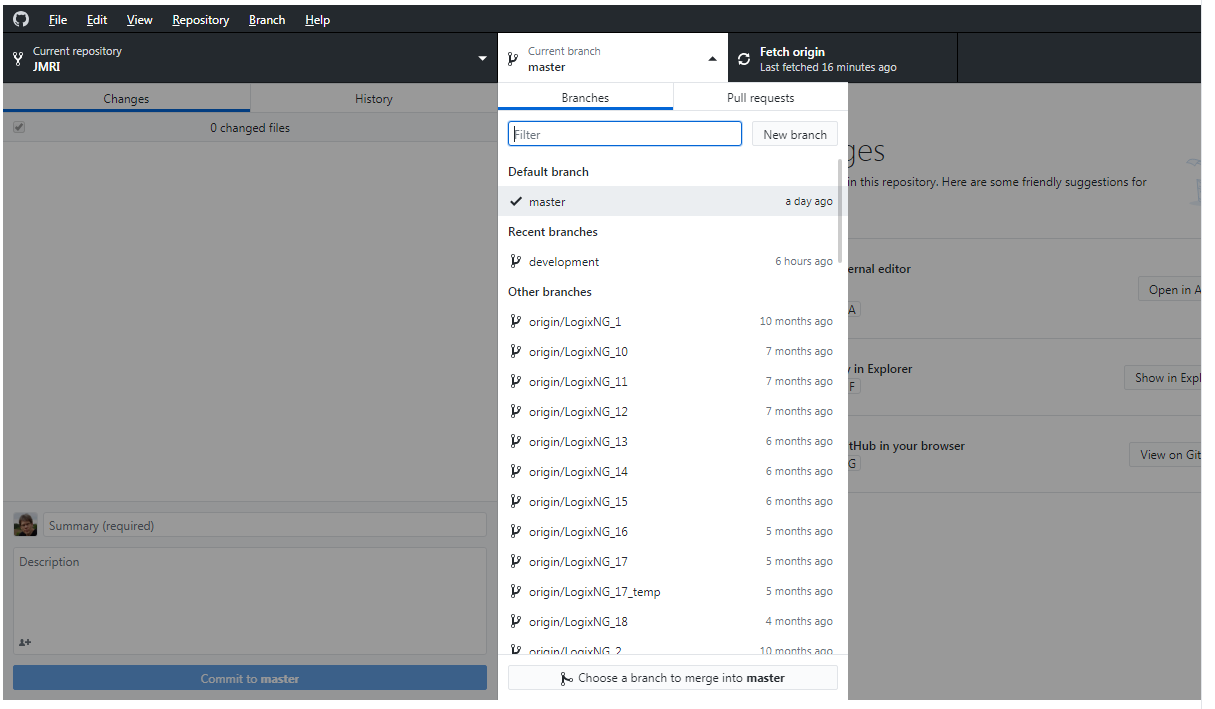 File Edit View Repository Branch Help
Current repository
JMRI
Current branch
master
Fetch origin
Last fetched 16 minutes ago
Changes History
0 changed files
Summary (required)
Description
Commit to master
Branches Pull requests
Filter New branch
Default branch
master a day ago
Recent branches
development 6 hours ago
Other branches
origin/LogixNG_1 10 months ago
origin/LogixNG_10 7 months ago
origin/LogixNG_11 7 months ago
origin/LogixNG_12 7 months ago
origin/LogixNG_13 6 months ago
origin/LogixNG_14 6 months ago
origin/LogixNG_15 6 months ago
origin/LogixNG_16 5 months ago
origin/LogixNG_17 5 months ago
origin/LogixNG_17_temp 5 months ago
origin/LogixNG_18 4 months ago
origin/LogixNG_2 10 months ago
Choose a branch to merge into master
ges
in this repository. Here are some friendly suggestions for
ernal editor
Open in A
A
y in Explorer
Show in Expl
F
tHub in your browser
View on Git
G